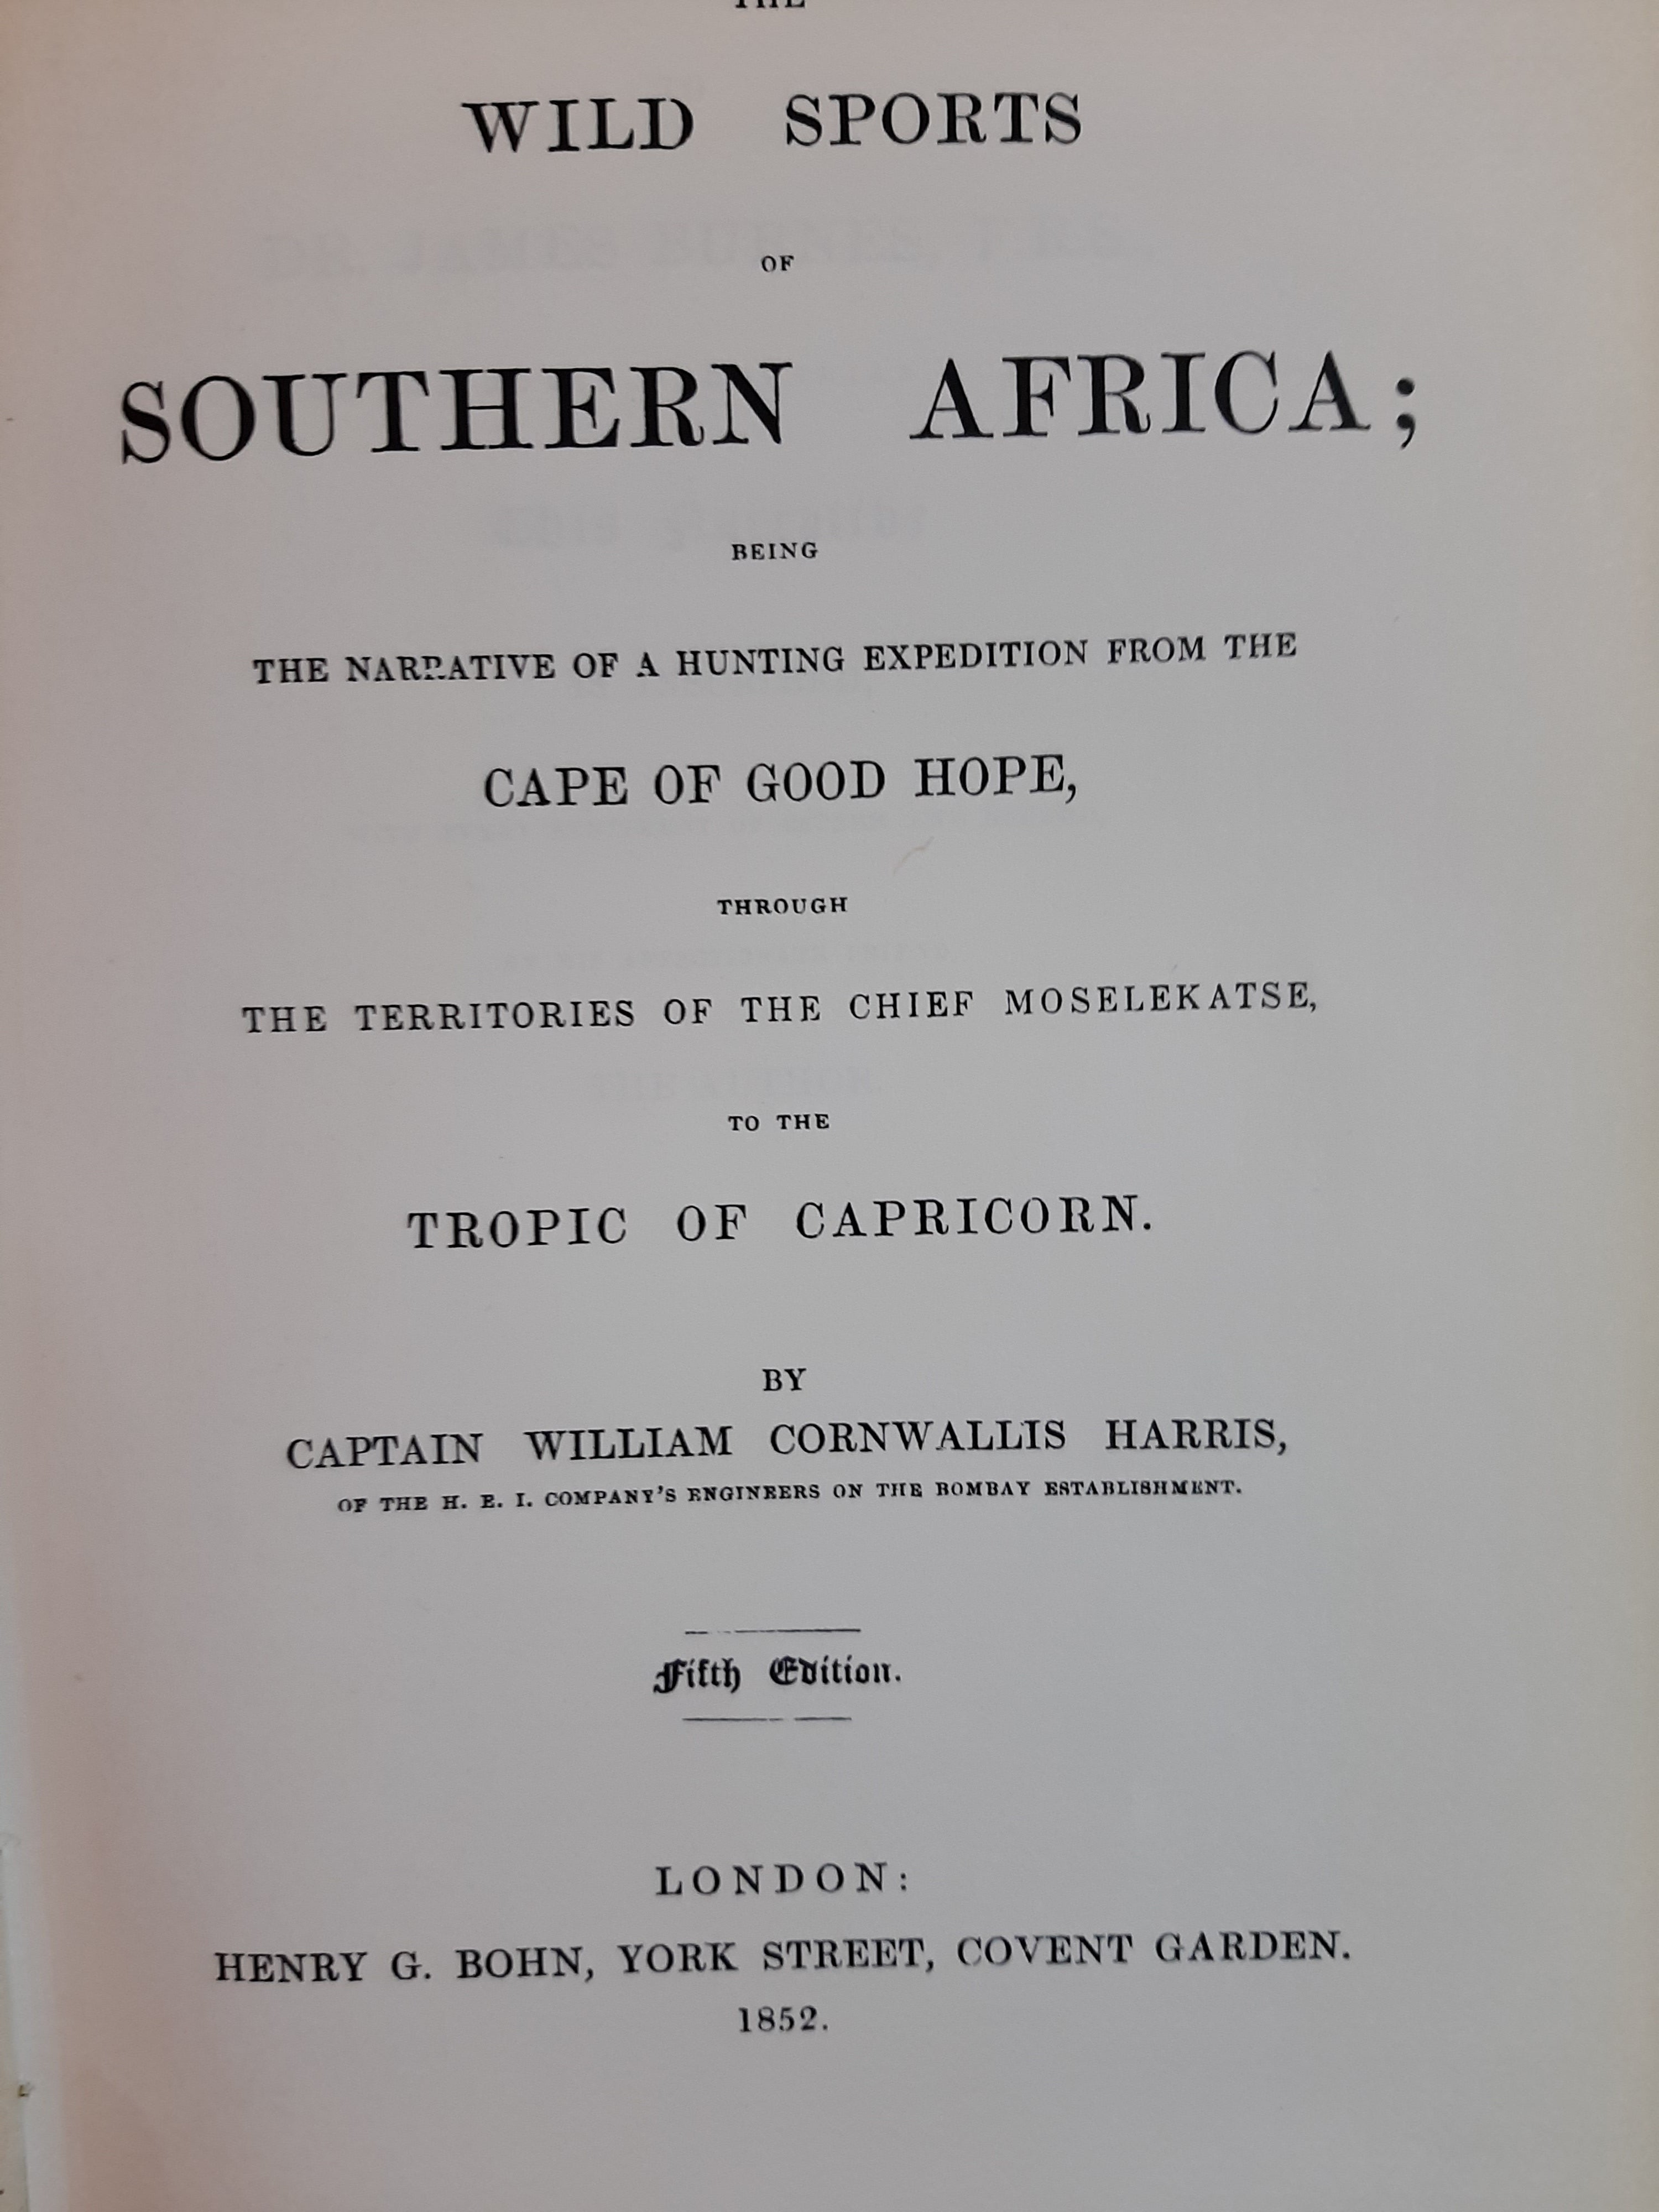 THE
WILD SPORTS
OF
SOUTHERN AFRICA;
BEING
THE NARRATIVE OF A HUNTING EXPEDITION FROM THE
CAPE OF GOOD HOPE,
THROUGH
THE TERRITORIES OF THE CHIEF MOSELEKATSE,
TO THE
TROPIC OF CAPRICORN.
BY
CAPTAIN WILLIAM CORNWALLIS HARRIS,
OF THE H. E. I. COMPANY'S ENGINEERS ON THE BOMBAY ESTABLISHMENT.
Fifth Edition.
LONDON:
HENRY G. BOHN, YORK STREET, COVENT GARDEN.
1852.